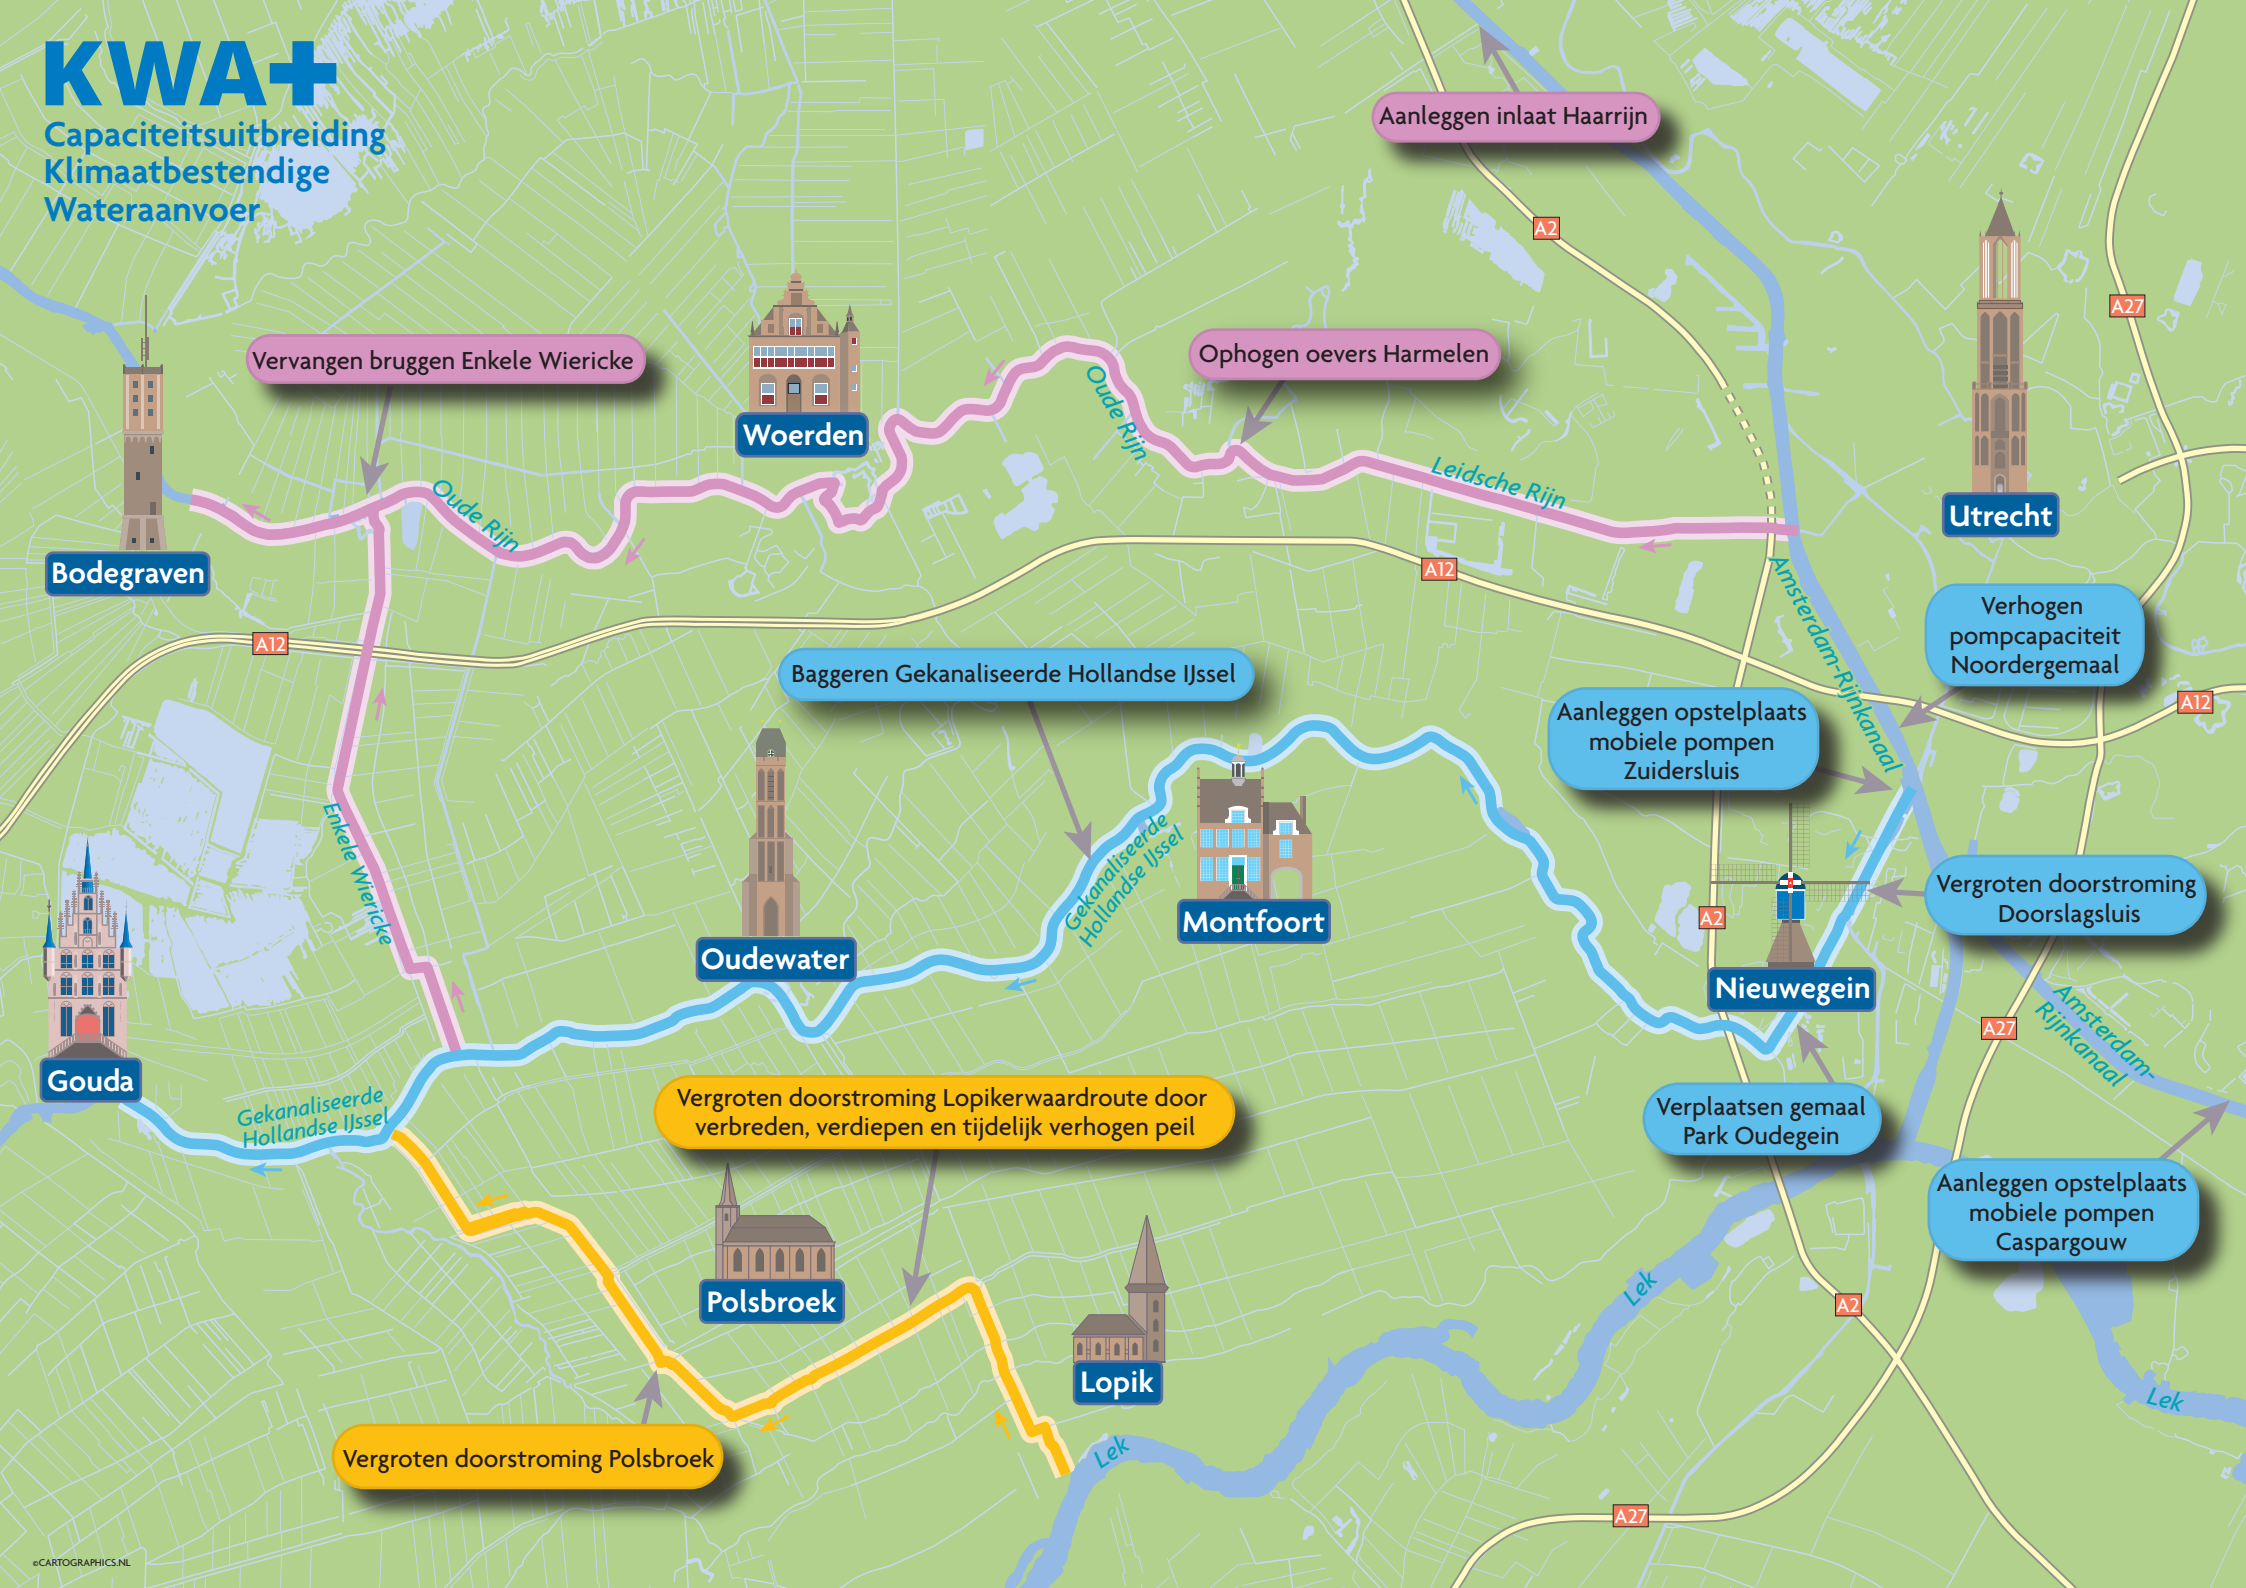 KWA+
Capaciteitsuitbreiding
Klimaatbestendige
Wateraanvoer
Aanleggen inlaat Haarrijn
A2
A27
Vervangen bruggen Enkele Wiericke
Woerden
Ophogen oevers Harmelen
Oude Rijn
Leidsche Rijn
Oude Rijn
Utrecht
Bodegraven
A12
A12
Amsterdam-Rijnkanaal
Verhogen
pompcapaciteit
Noordergemaal
Baggeren Gekanaliseerde Hollandse IJssel
A12
Aanleggen opstelplaats
mobiele pompen
Zuidersluis
Enkele Wiericke
Gekanaliseerde
Hollandse IJssel
Montfoort
A2
Vergroten doorstroming
Doorslagsluis
Oudewater
Nieuwegein
A27
Amsterdam-
Rijnkanaal
Gouda
Gekanaliseerde
Hollandse IJssel
Vergroten doorstroming Lopikerwaardroute door
verbreden, verdiepen en tijdelijk verhogen peil
Verplaatsen gemaal
Park Oudegein
Aanleggen opstelplaats
mobiele pompen
Caspargouw
Polsbroek
Lek
A2
Lopik
Lek
Vergroten doorstroming Polsbroek
Lek
A27
©CARTOGRAPHICS.NL